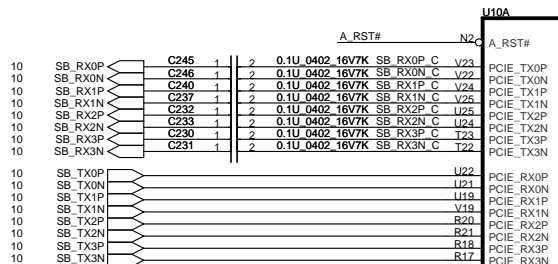 U10A
A_RST# N2 A_RST#
10 SB_RX0P C245 1 2 0.1U_0402_16V7K SB_RX0P_C V23 PCIE_TX0P
10 SB_RX0N C246 1 2 0.1U_0402_16V7K SB_RX0N_C V22 PCIE_TX0N
10 SB_RX1P C240 1 2 0.1U_0402_16V7K SB_RX1P_C V24 PCIE_TX1P
10 SB_RX1N C237 1 2 0.1U_0402_16V7K SB_RX1N_C V25 PCIE_TX1N
10 SB_RX2P C232 1 2 0.1U_0402_16V7K SB_RX2P_C U25 PCIE_TX2P
10 SB_RX2N C233 1 2 0.1U_0402_16V7K SB_RX2N_C U24 PCIE_TX2N
10 SB_RX3P C230 1 2 0.1U_0402_16V7K SB_RX3P_C T23 PCIE_TX3P
10 SB_RX3N C231 1 2 0.1U_0402_16V7K SB_RX3N_C T22 PCIE_TX3N
10 SB_TX0P U22 PCIE_RX0P
10 SB_TX0N U21 PCIE_RX0N
10 SB_TX1P U19 PCIE_RX1P
10 SB_TX1N V19 PCIE_RX1N
10 SB_TX2P R20 PCIE_RX2P
10 SB_TX2N R21 PCIE_RX2N
10 SB_TX3P R18 PCIE_RX3P
10 SB_TX3N R17 PCIE_RX3N